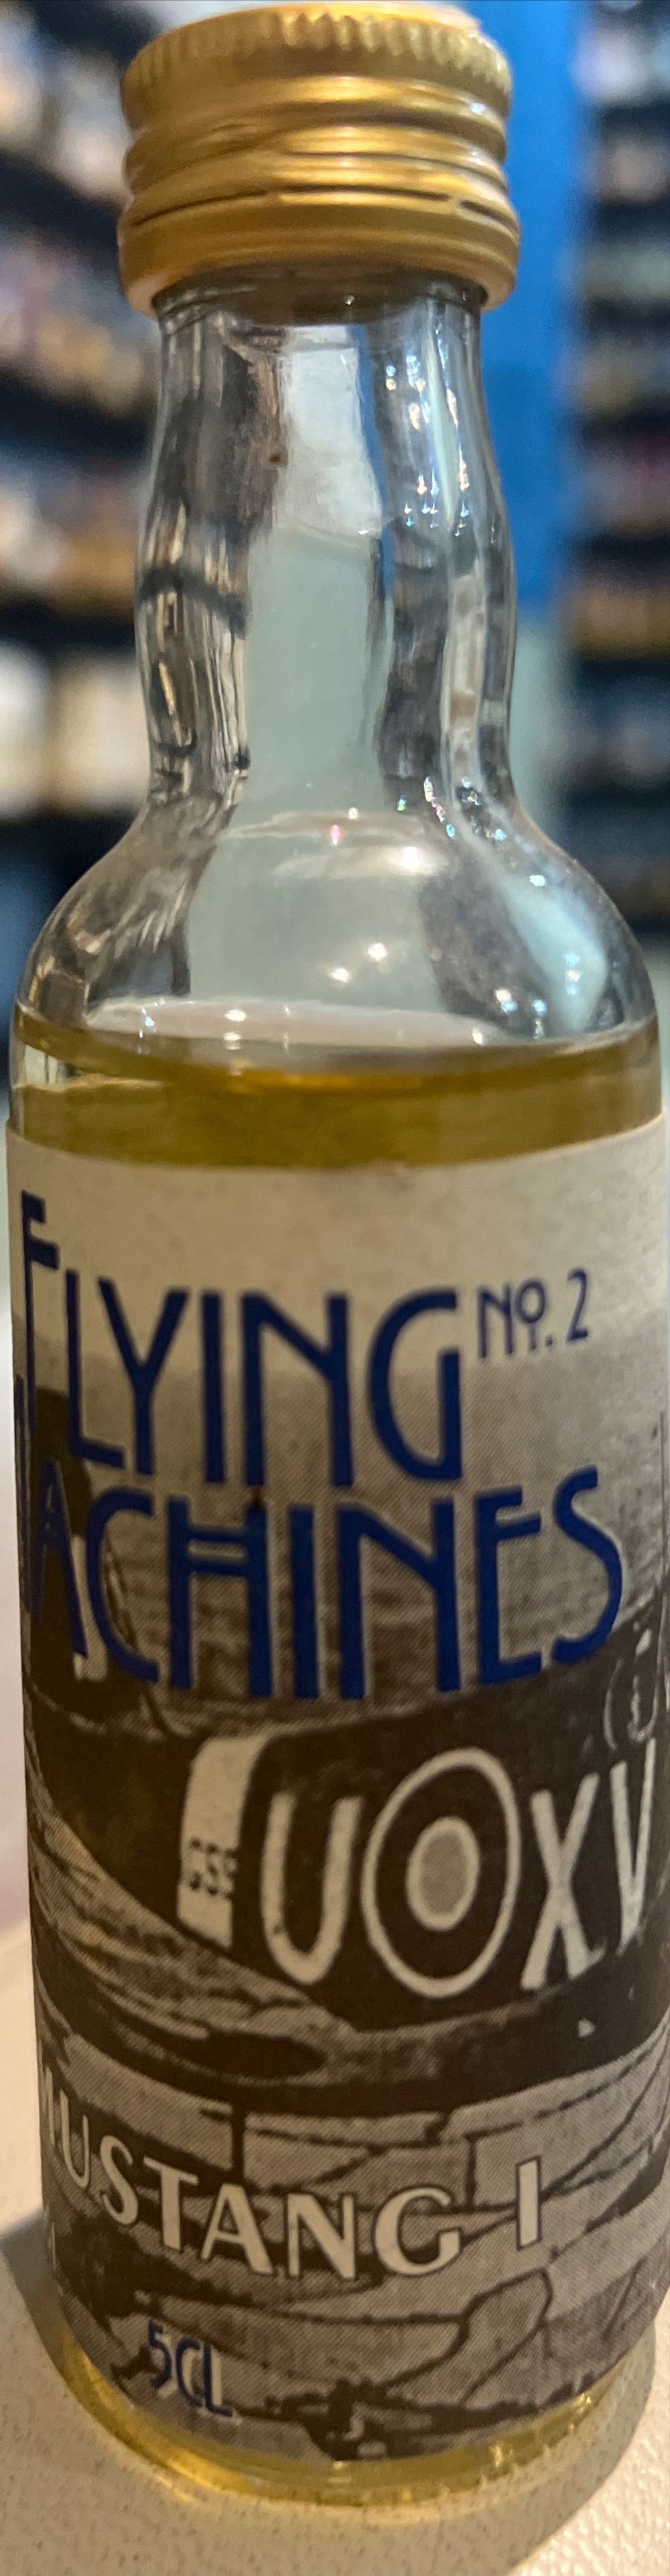 FLYING No. 2
MACHINES
UOXV
MUSTANG I
5CL